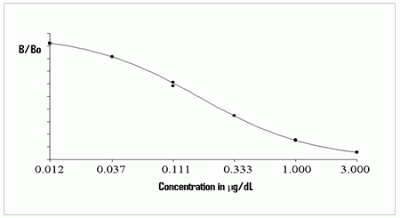 B/Bo
0.012 0.037 0.111 0.333 1.000 3.000
Concentration in µg/dL